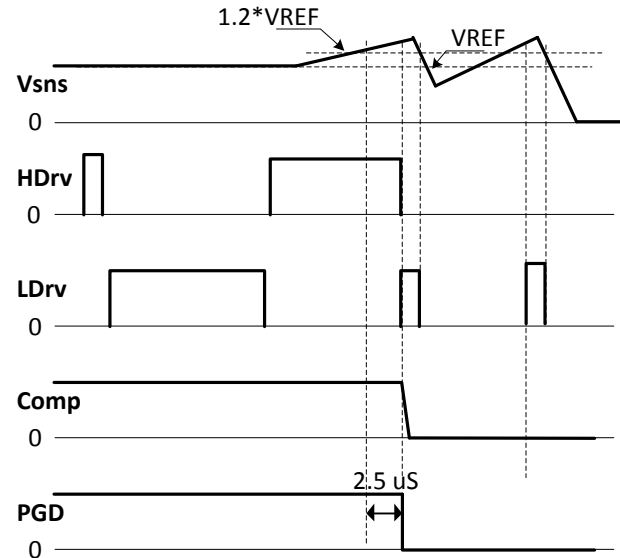 1.2*VREF
VREF
Vsns
0
HDrv
0
LDrv
0
Comp
0
2.5 uS
PGD
0